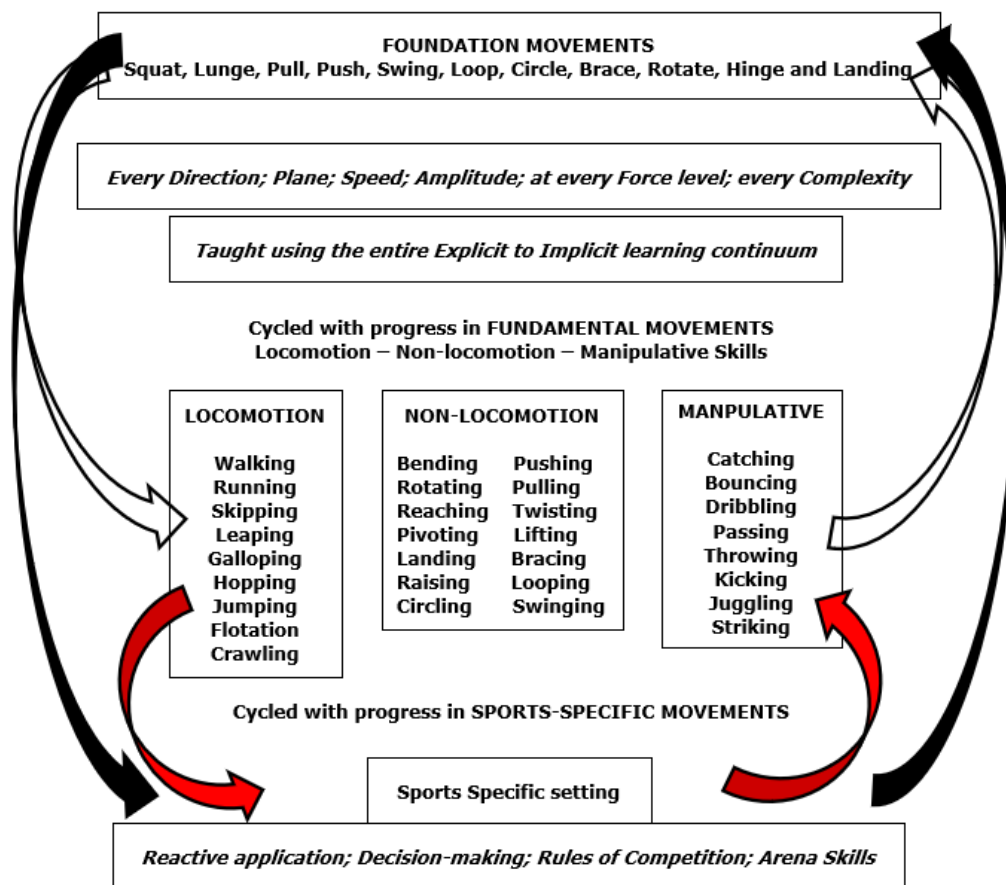 FOUNDATION MOVEMENTS
Squat, Lunge, Pull, Push, Swing, Loop, Circle, Brace, Rotate, Hinge and Landing
Every Direction; Plane; Speed; Amplitude; at every Force level; every Complexity
Taught using the entire Explicit to Implicit learning continuum
Cycled with progress in FUNDAMENTAL MOVEMENTS
Locomotion – Non-locomotion – Manipulative Skills
LOCOMOTION
Walking
Running
Skipping
Leaping
Galloping
Hopping
Jumping
Flotation
Crawling
NON-LOCOMOTION
Bending Pushing
Rotating Pulling
Reaching Twisting
Pivoting Lifting
Landing Bracing
Raising Looping
Circling Swinging
MANPULATIVE
Catching
Bouncing
Dribbling
Passing
Throwing
Kicking
Juggling
Striking
Cycled with progress in SPORTS-SPECIFIC MOVEMENTS
Sports Specific setting
Reactive application; Decision-making; Rules of Competition; Arena Skills